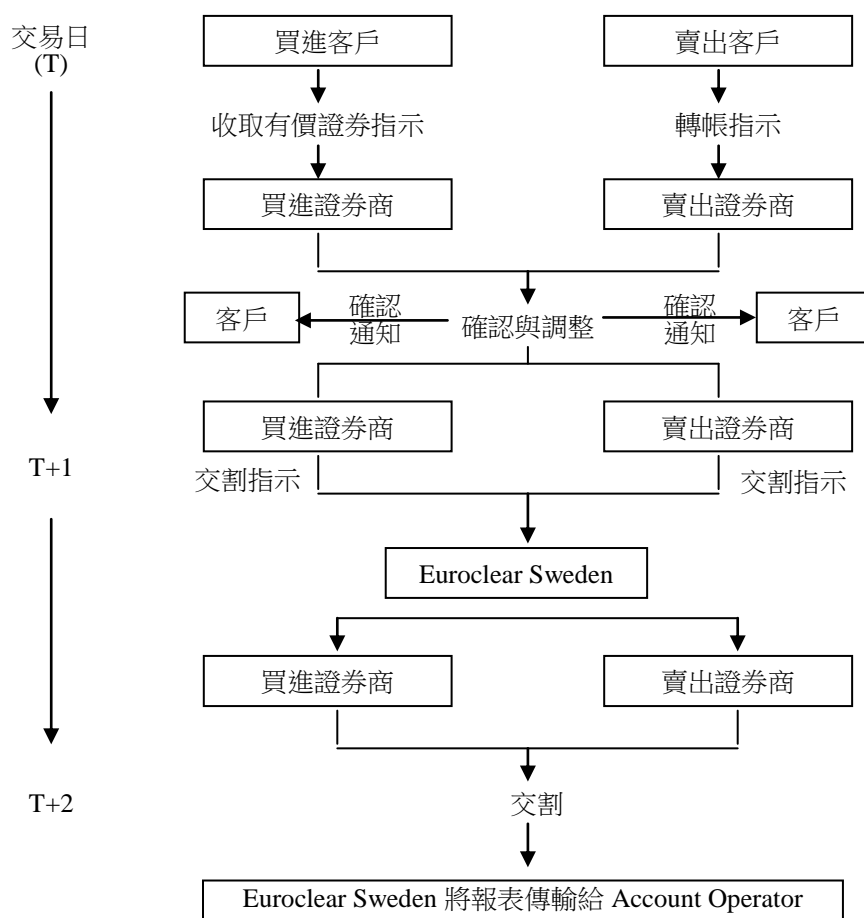 交易日
(T)
買進客戶
賣出客戶
收取有價證券指示
轉帳指示
買進證券商
賣出證券商
客戶
確認
通知
確認與調整
確認
通知
客戶
買進證券商
賣出證券商
T+1
交割指示
交割指示
Euroclear Sweden
買進證券商
賣出證券商
T+2
交割
Euroclear Sweden 將報表傳輸給 Account Operator